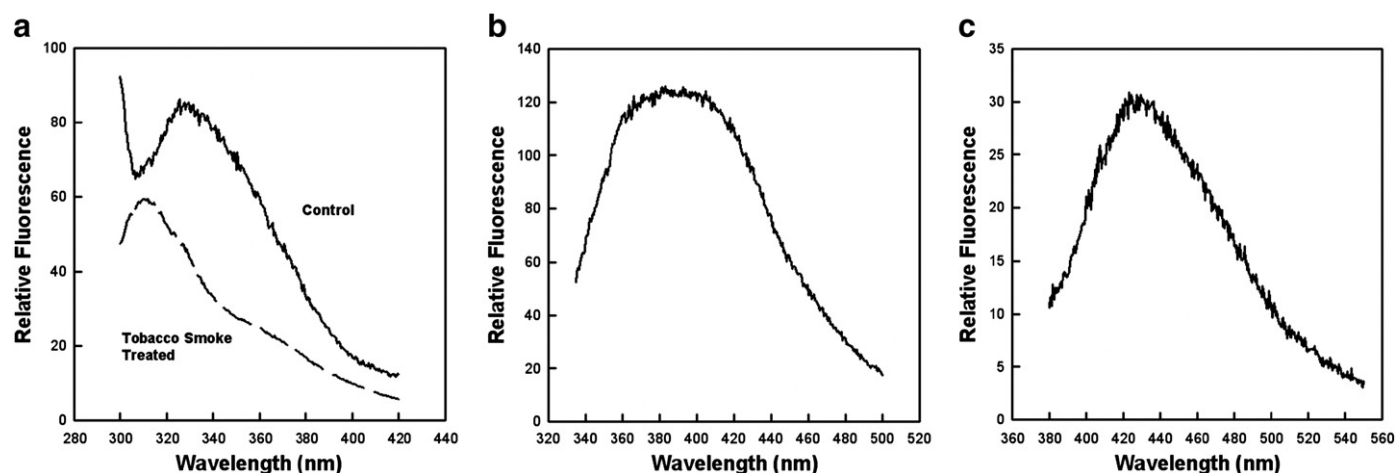 a
100
80
60
40
20
0
Relative Fluorescence
Control
Tobacco Smoke
Treated
280 300 320 340 360 380 400 420 440
Wavelength (nm)
b
140
120
100
80
60
40
20
0
Relative Fluorescence
320 340 360 380 400 420 440 460 480 500 520
Wavelength (nm)
c
35
30
25
20
15
10
5
0
Relative Fluorescence
360 380 400 420 440 460 480 500 520 540 560
Wavelength (nm)